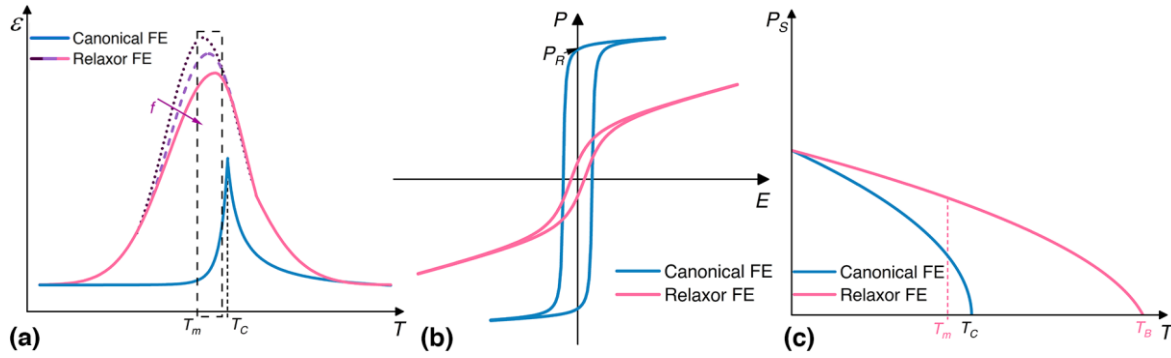 ε
Canonical FE
Relaxor FE
f
T_m
T_C
T
(a)
P
P_R
E
Canonical FE
Relaxor FE
(b)
P_S
Canonical FE
Relaxor FE
T_m
T_C
T_B
T
(c)